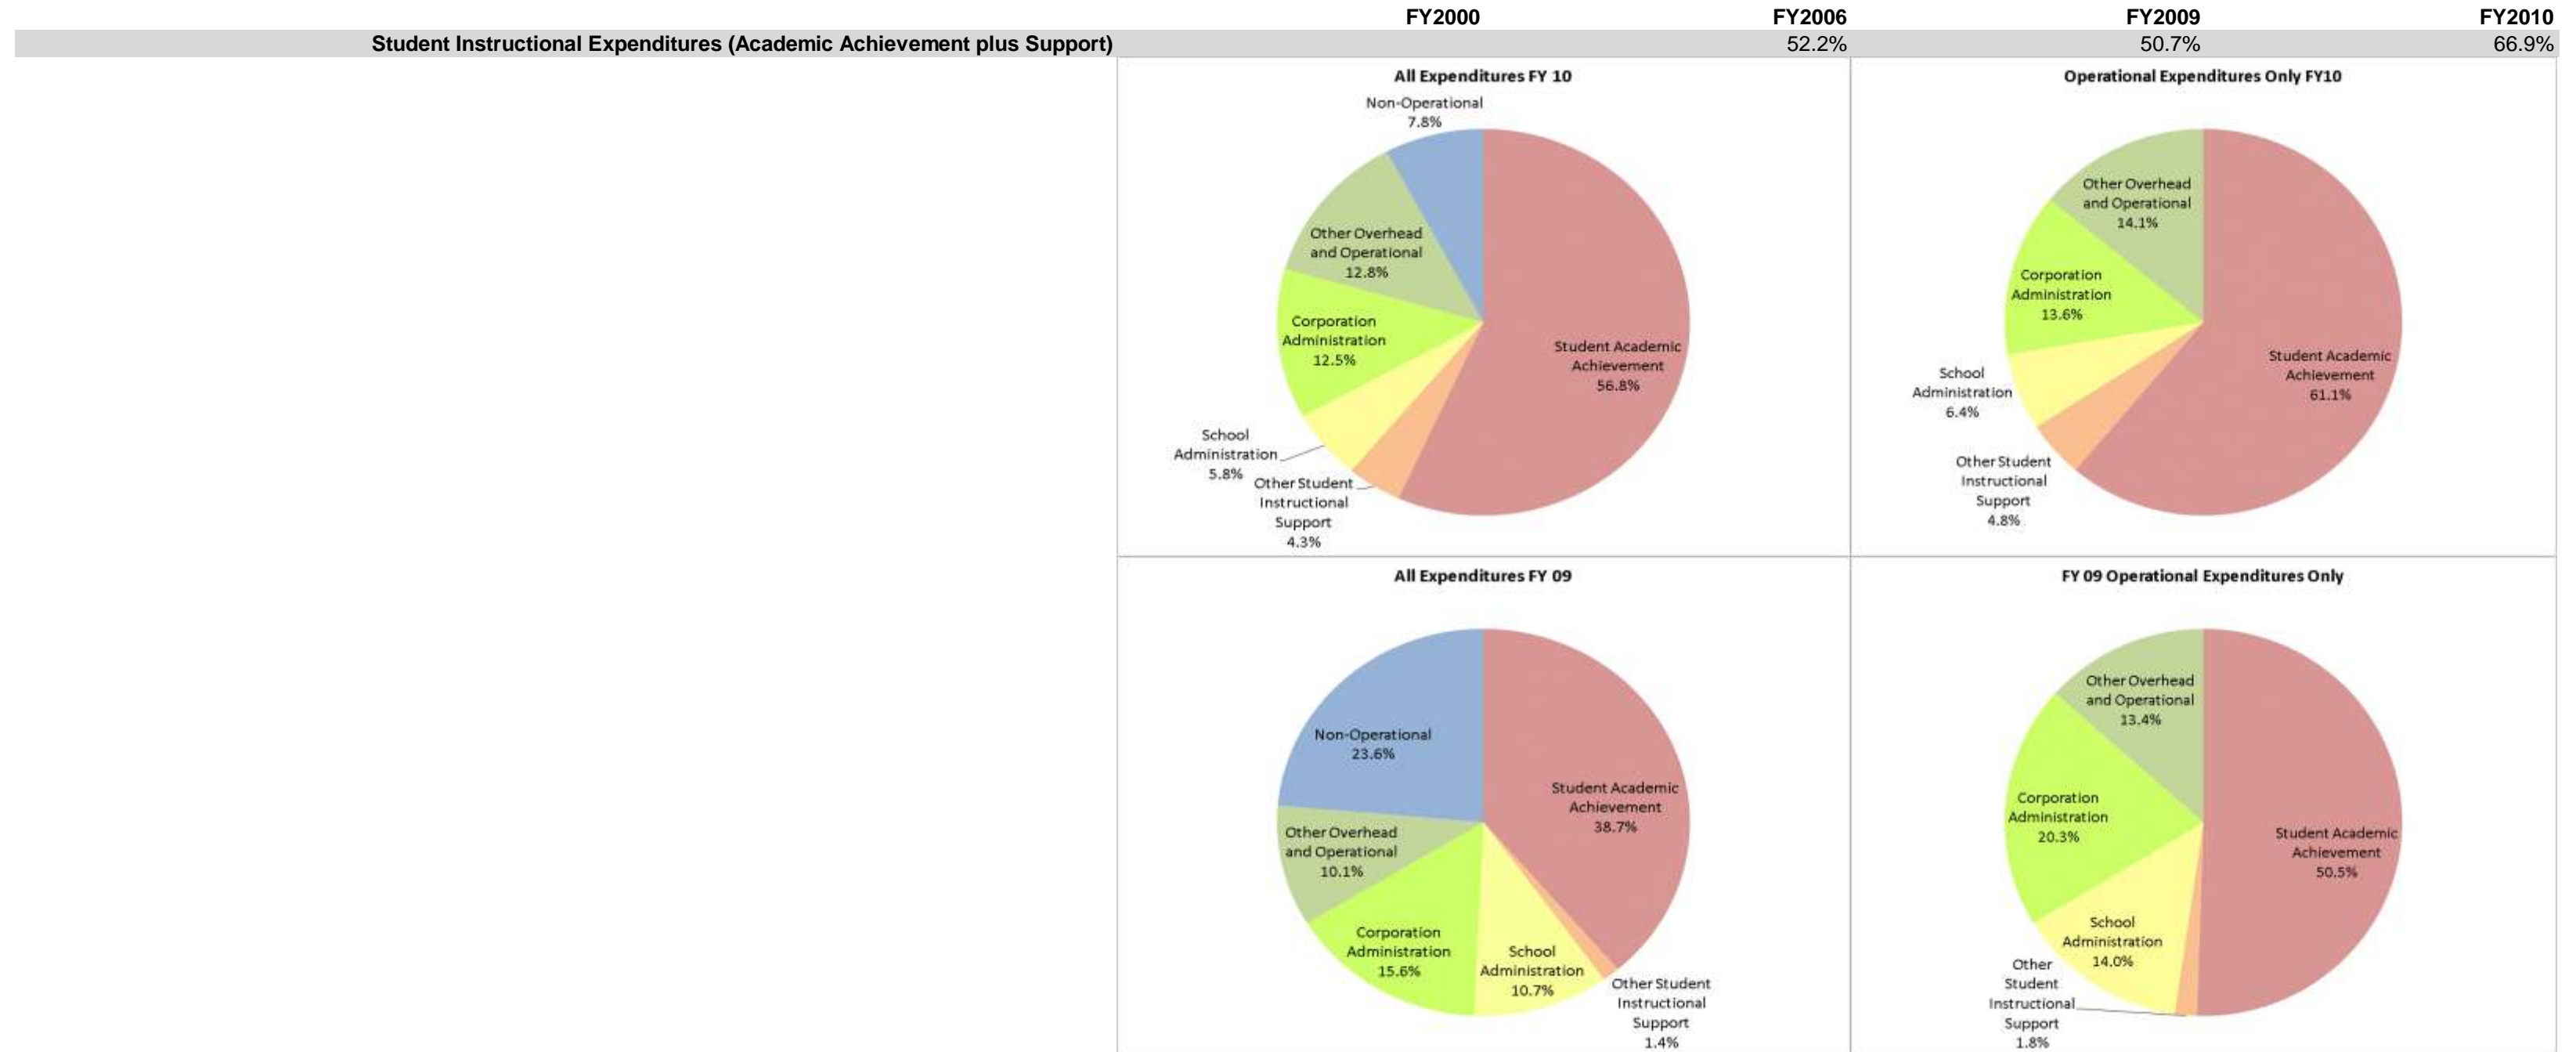 FY2000 FY2006 FY2009 FY2010
Student Instructional Expenditures (Academic Achievement plus Support) 52.2% 50.7% 66.9%
All Expenditures FY 10
Non-Operational
7.8%
Other Overhead
and Operational
12.8%
Corporation
Administration
12.5%
School
Administration
5.8%
Other Student
Instructional
Support
4.3%
Student Academic
Achievement
56.8%
Operational Expenditures Only FY10
Other Overhead
and Operational
14.1%
Corporation
Administration
13.6%
School
Administration
6.4%
Other Student
Instructional
Support
4.8%
Student Academic
Achievement
61.1%
All Expenditures FY 09
Non-Operational
23.6%
Other Overhead
and Operational
10.1%
Corporation
Administration
15.6%
School
Administration
10.7%
Other Student
Instructional
Support
1.4%
Student Academic
Achievement
38.7%
FY 09 Operational Expenditures Only
Other Overhead
and Operational
13.4%
Corporation
Administration
20.3%
School
Administration
14.0%
Other
Student
Instructional
Support
1.8%
Student Academic
Achievement
50.5%